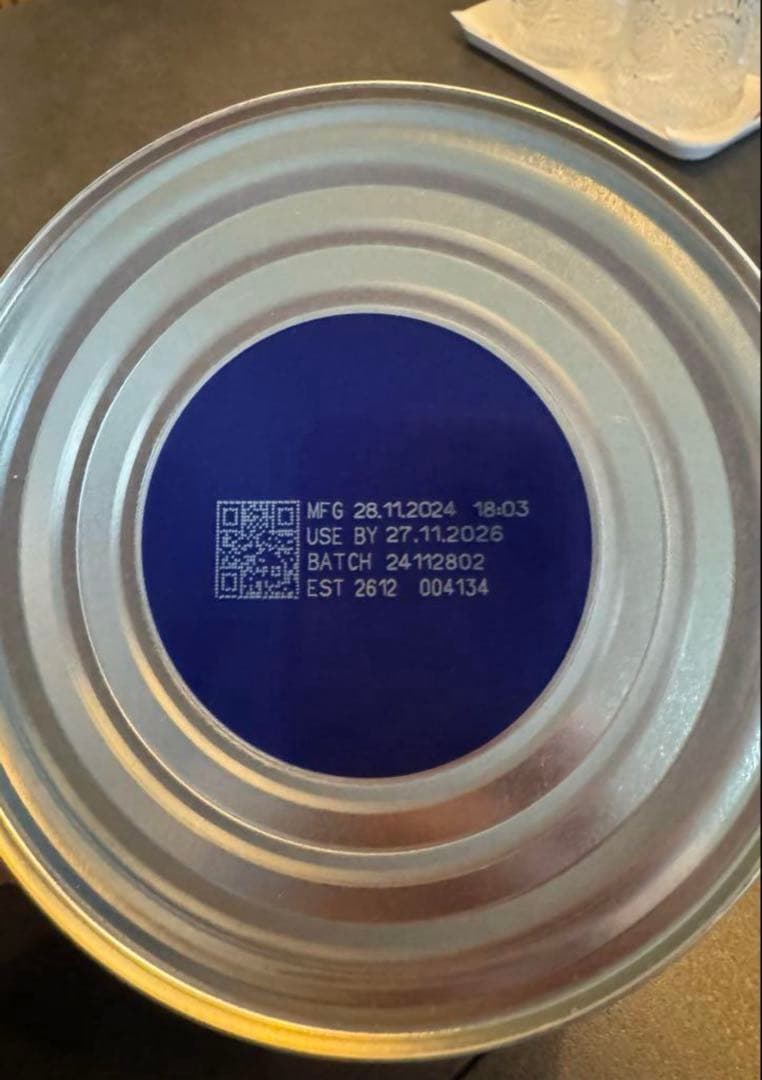 MFG 28.11.2024 18:03
USE BY 27.11.2026
BATCH 24112802
EST 2612 004134